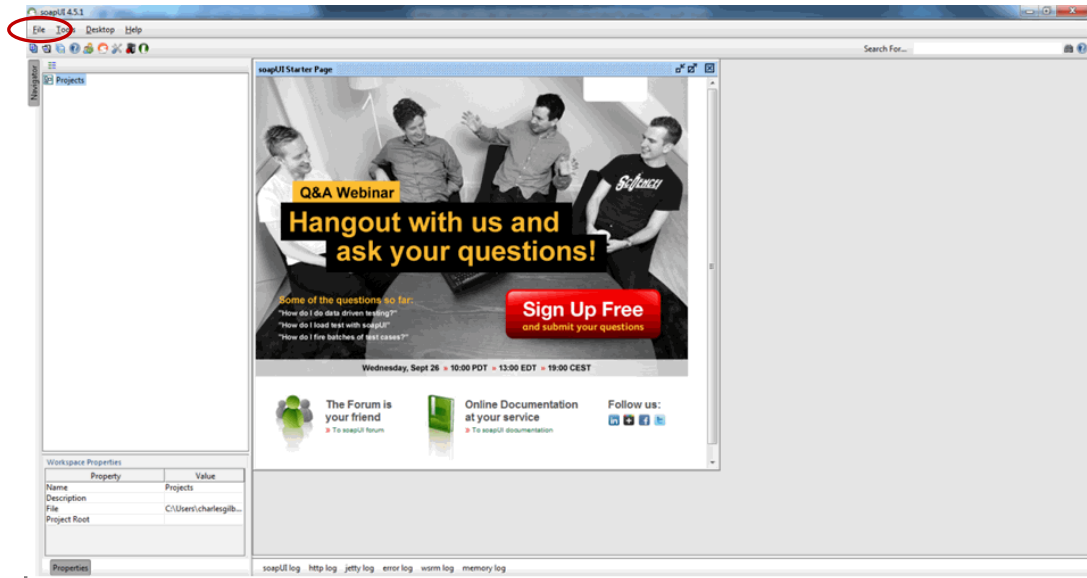 soapUI 4.5.1
File Tools Desktop Help
Search For...
Navigator
Projects
soapUI Starter Page
SCIENCE!
Q&A Webinar
Hangout with us and
ask your questions!
Some of the questions so far:
"How do I do data driven testing?"
"How do I load test with soapUI"
"How do I fire batches of test cases?"
Sign Up Free
and submit your questions
Wednesday, Sept 26 » 10:00 PDT » 13:00 EDT » 19:00 CEST
The Forum is
your friend
» To soapUI forum
Online Documentation
at your service
» To soapUI documentation
Follow us:
Workspace Properties
Property Value
Name Projects
Description
File C:\Users\charlesgilb...
Project Root
Properties
soapUI log http log jetty log error log wsrm log memory log